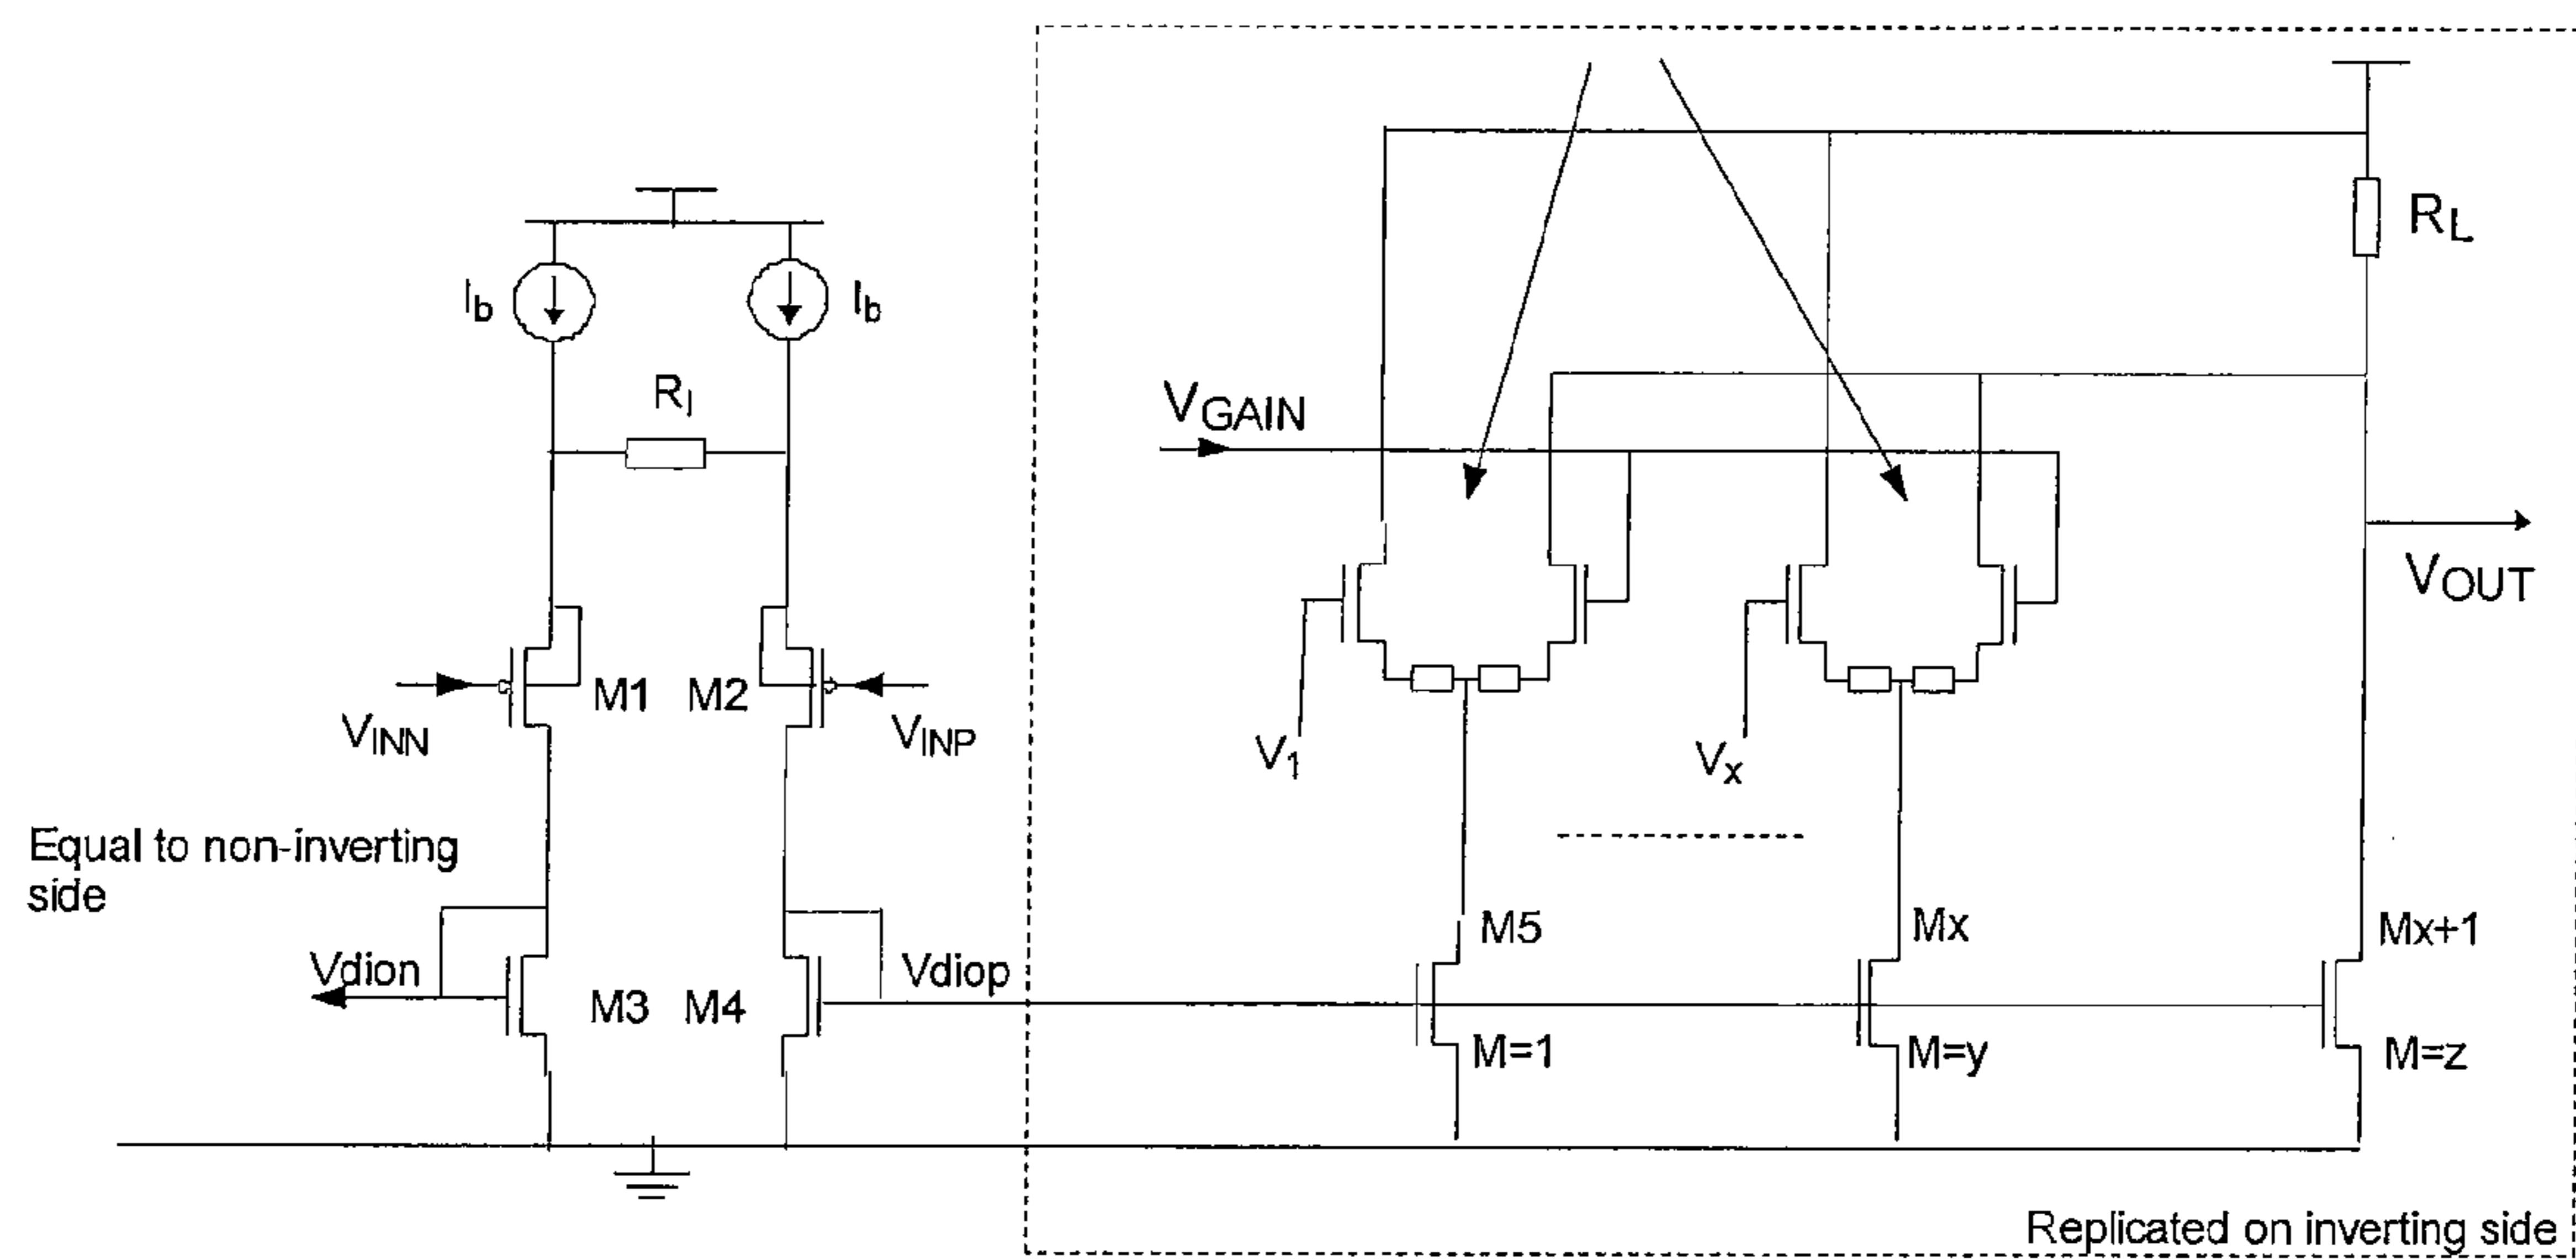 Ib
Ib
RI
RL
VGAIN
VOUT
M1
M2
VINN
VINP
V1
Vx
Equal to non-inverting
side
M5
Mx
Mx+1
Vdion
Vdiop
M3
M4
M=1
M=y
M=z
Replicated on inverting side